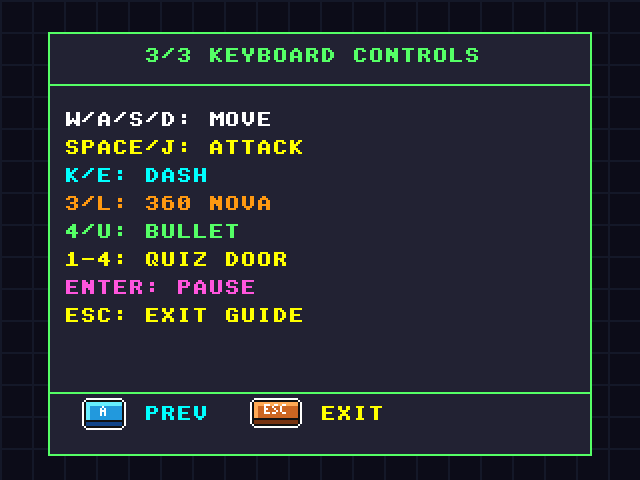 3/3 KEYBOARD CONTROLS
W/A/S/D: MOVE
SPACE/J: ATTACK
K/E: DASH
3/L: 360 NOVA
4/U: BULLET
1-4: QUIZ DOOR
ENTER: PAUSE
ESC: EXIT GUIDE
A PREV ESC EXIT